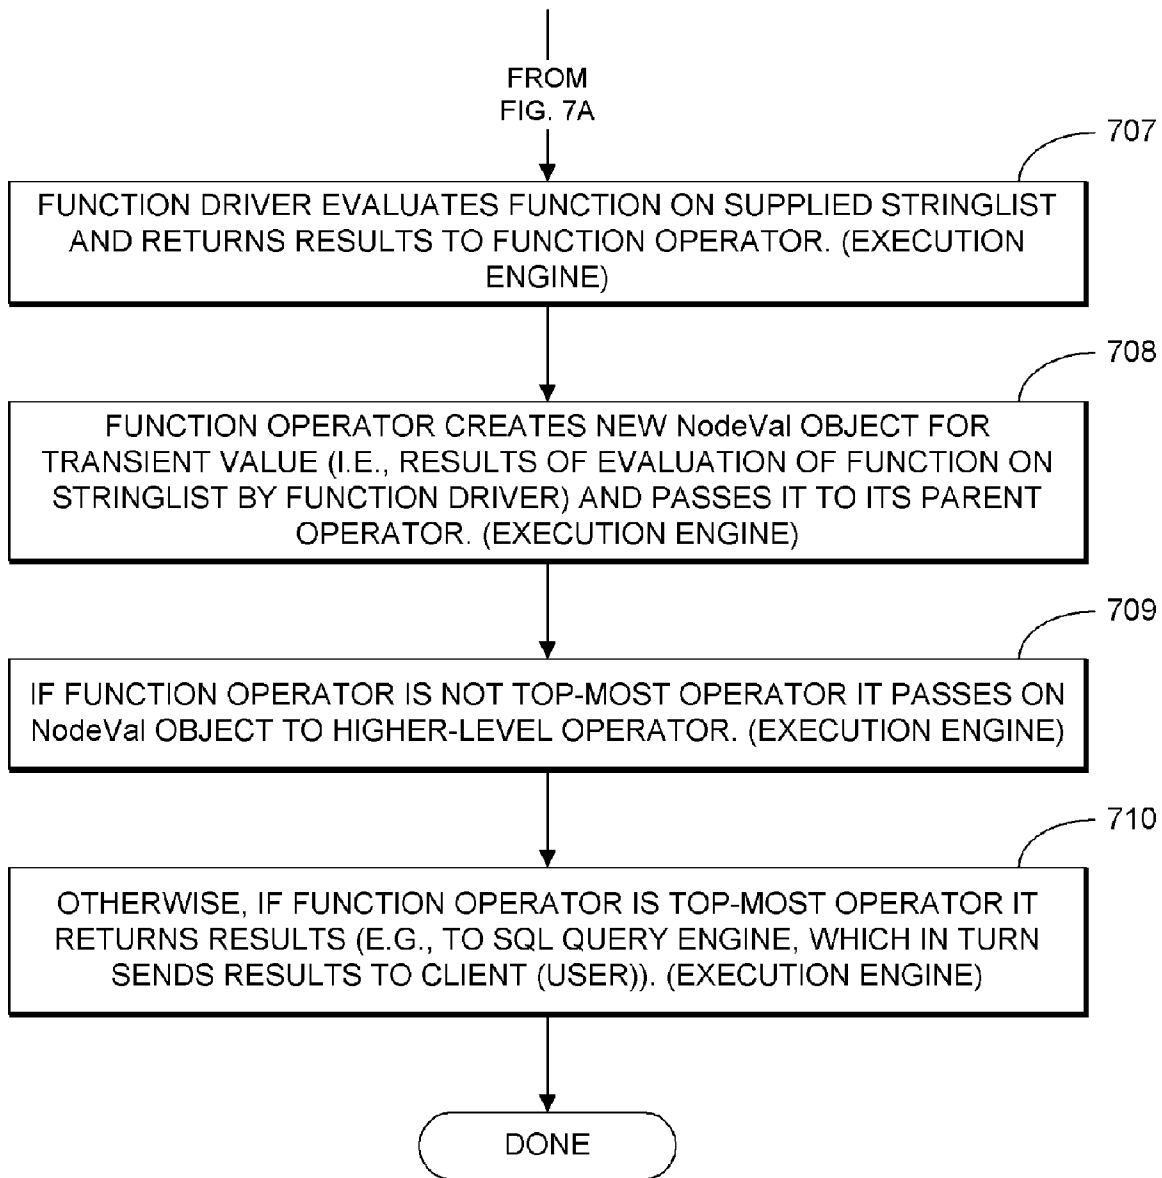 FROM
FIG. 7A
707
FUNCTION DRIVER EVALUATES FUNCTION ON SUPPLIED STRINGLIST
AND RETURNS RESULTS TO FUNCTION OPERATOR. (EXECUTION
ENGINE)
708
FUNCTION OPERATOR CREATES NEW NodeVal OBJECT FOR
TRANSIENT VALUE (I.E., RESULTS OF EVALUATION OF FUNCTION ON
STRINGLIST BY FUNCTION DRIVER) AND PASSES IT TO ITS PARENT
OPERATOR. (EXECUTION ENGINE)
709
IF FUNCTION OPERATOR IS NOT TOP-MOST OPERATOR IT PASSES ON
NodeVal OBJECT TO HIGHER-LEVEL OPERATOR. (EXECUTION ENGINE)
710
OTHERWISE, IF FUNCTION OPERATOR IS TOP-MOST OPERATOR IT
RETURNS RESULTS (E.G., TO SQL QUERY ENGINE, WHICH IN TURN
SENDS RESULTS TO CLIENT (USER)). (EXECUTION ENGINE)
DONE